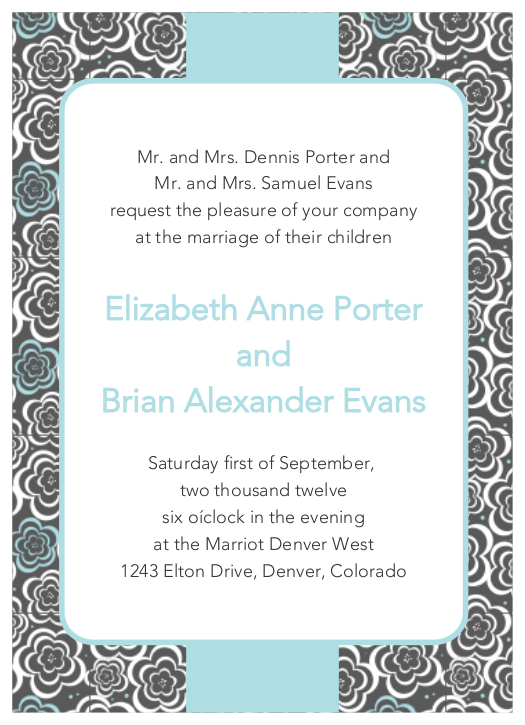 Mr. and Mrs. Dennis Porter and
Mr. and Mrs. Samuel Evans
request the pleasure of your company
at the marriage of their children
Elizabeth Anne Porter
and
Brian Alexander Evans
Saturday first of September,
two thousand twelve
six oíclock in the evening
at the Marriot Denver West
1243 Elton Drive, Denver, Colorado